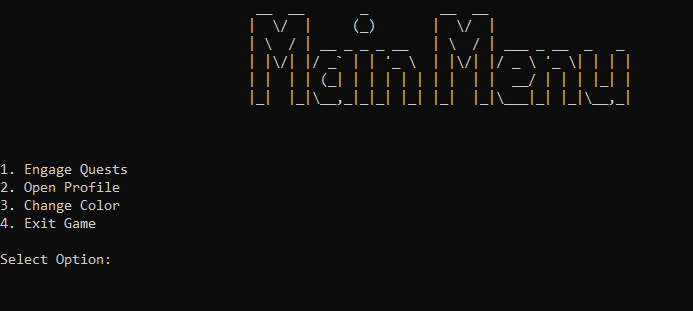 Main Menu
1. Engage Quests
2. Open Profile
3. Change Color
4. Exit Game
Select Option: